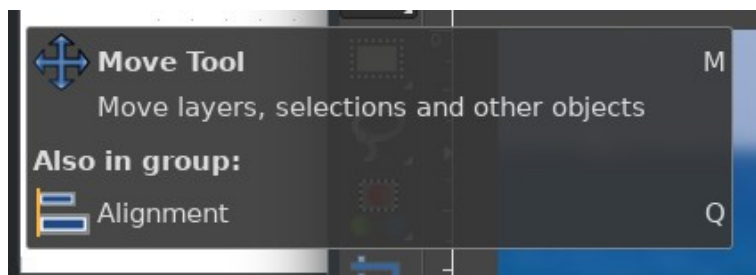 Move Tool M
Move layers, selections and other objects
Also in group:
Alignment Q